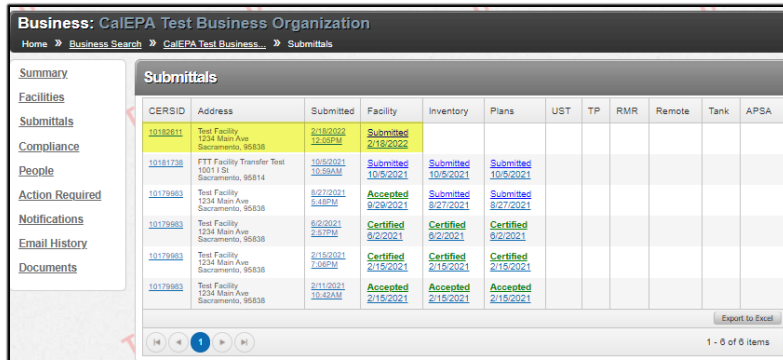 Business: CalEPA Test Business Organization
Home » Business Search » CalEPA Test Business... » Submittals
Summary
Facilities
Submittals
Compliance
People
Action Required
Notifications
Email History
Documents
Submittals
CERSID Address Submitted Facility Inventory Plans UST TP RMR Remote Tank APSA
10182611 Test Facility 2/18/2022 Submitted
1234 Main Ave 12:05PM 2/18/2022
Sacramento, 95838
10181738 FTT Facility Transfer Test 10/5/2021 Submitted Submitted Submitted
1001 I St 10:59AM 10/5/2021 10/5/2021 10/5/2021
Sacramento, 95814
10179983 Test Facility 8/27/2021 Accepted Submitted Submitted
1234 Main Ave 5:48PM 9/29/2021 8/27/2021 8/27/2021
Sacramento, 95838
10179983 Test Facility 6/2/2021 Certified Certified Certified
1234 Main Ave 2:57PM 6/2/2021 6/2/2021 6/2/2021
Sacramento, 95838
10179983 Test Facility 2/15/2021 Certified Certified Certified
1234 Main Ave 7:06PM 2/15/2021 2/15/2021 2/15/2021
Sacramento, 95838
10179983 Test Facility 2/11/2021 Accepted Accepted Accepted
1234 Main Ave 10:42AM 2/15/2021 2/15/2021 2/15/2021
Sacramento, 95838
Export to Excel
1
1 - 6 of 6 items